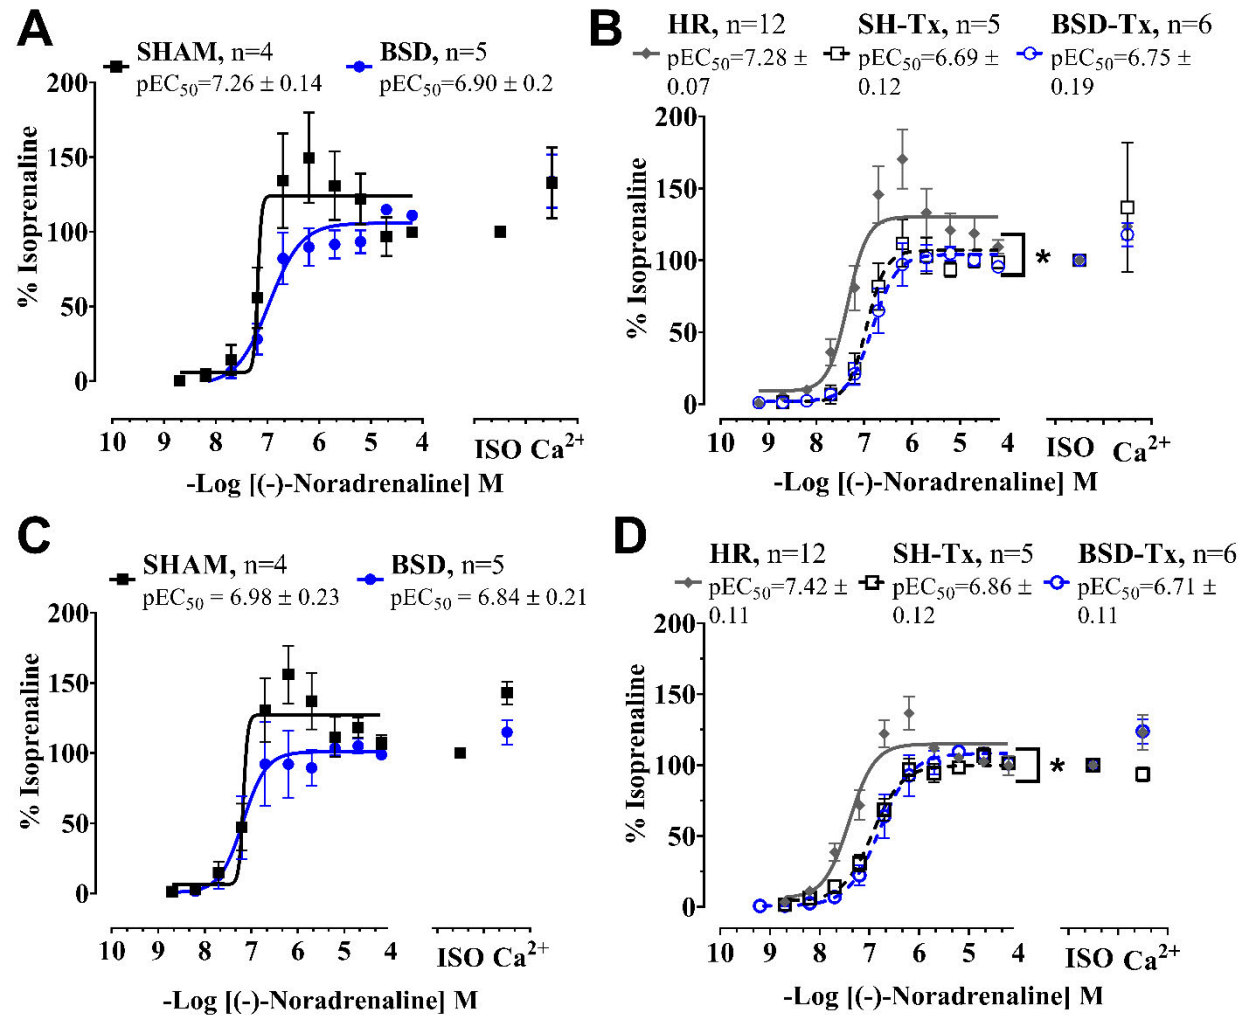 A
SHAM, n=4
pEC50=7.26 ± 0.14
BSD, n=5
pEC50=6.90 ± 0.2
200
150
100
50
0
% Isoprenaline
10 9 8 7 6 5 4
ISO Ca2+
-Log [(-)-Noradrenaline] M
B
HR, n=12
pEC50=7.28 ±
0.07
SH-Tx, n=5
pEC50=6.69 ±
0.12
BSD-Tx, n=6
pEC50=6.75 ±
0.19
200
150
100
50
0
% Isoprenaline
*
10 9 8 7 6 5 4
ISO Ca2+
-Log [(-)-Noradrenaline] M
C
SHAM, n=4
pEC50 = 6.98 ± 0.23
BSD, n=5
pEC50 = 6.84 ± 0.21
200
150
100
50
0
% Isoprenaline
10 9 8 7 6 5 4
ISO Ca2+
-Log [(-)-Noradrenaline] M
D
HR, n=12
pEC50=7.42 ±
0.11
SH-Tx, n=5
pEC50=6.86 ±
0.12
BSD-Tx, n=6
pEC50=6.71 ±
0.11
200
150
100
50
0
% Isoprenaline
*
10 9 8 7 6 5 4
ISO Ca2+
-Log [(-)-Noradrenaline] M